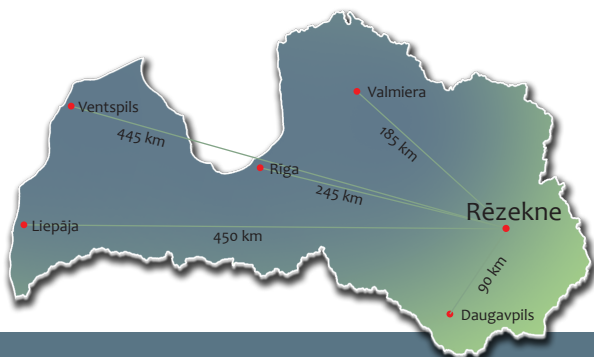 Valmiera
Ventspils
445 km
185 km
Rīga
245 km
Rēzekne
Liepāja
450 km
90 km
Daugavpils